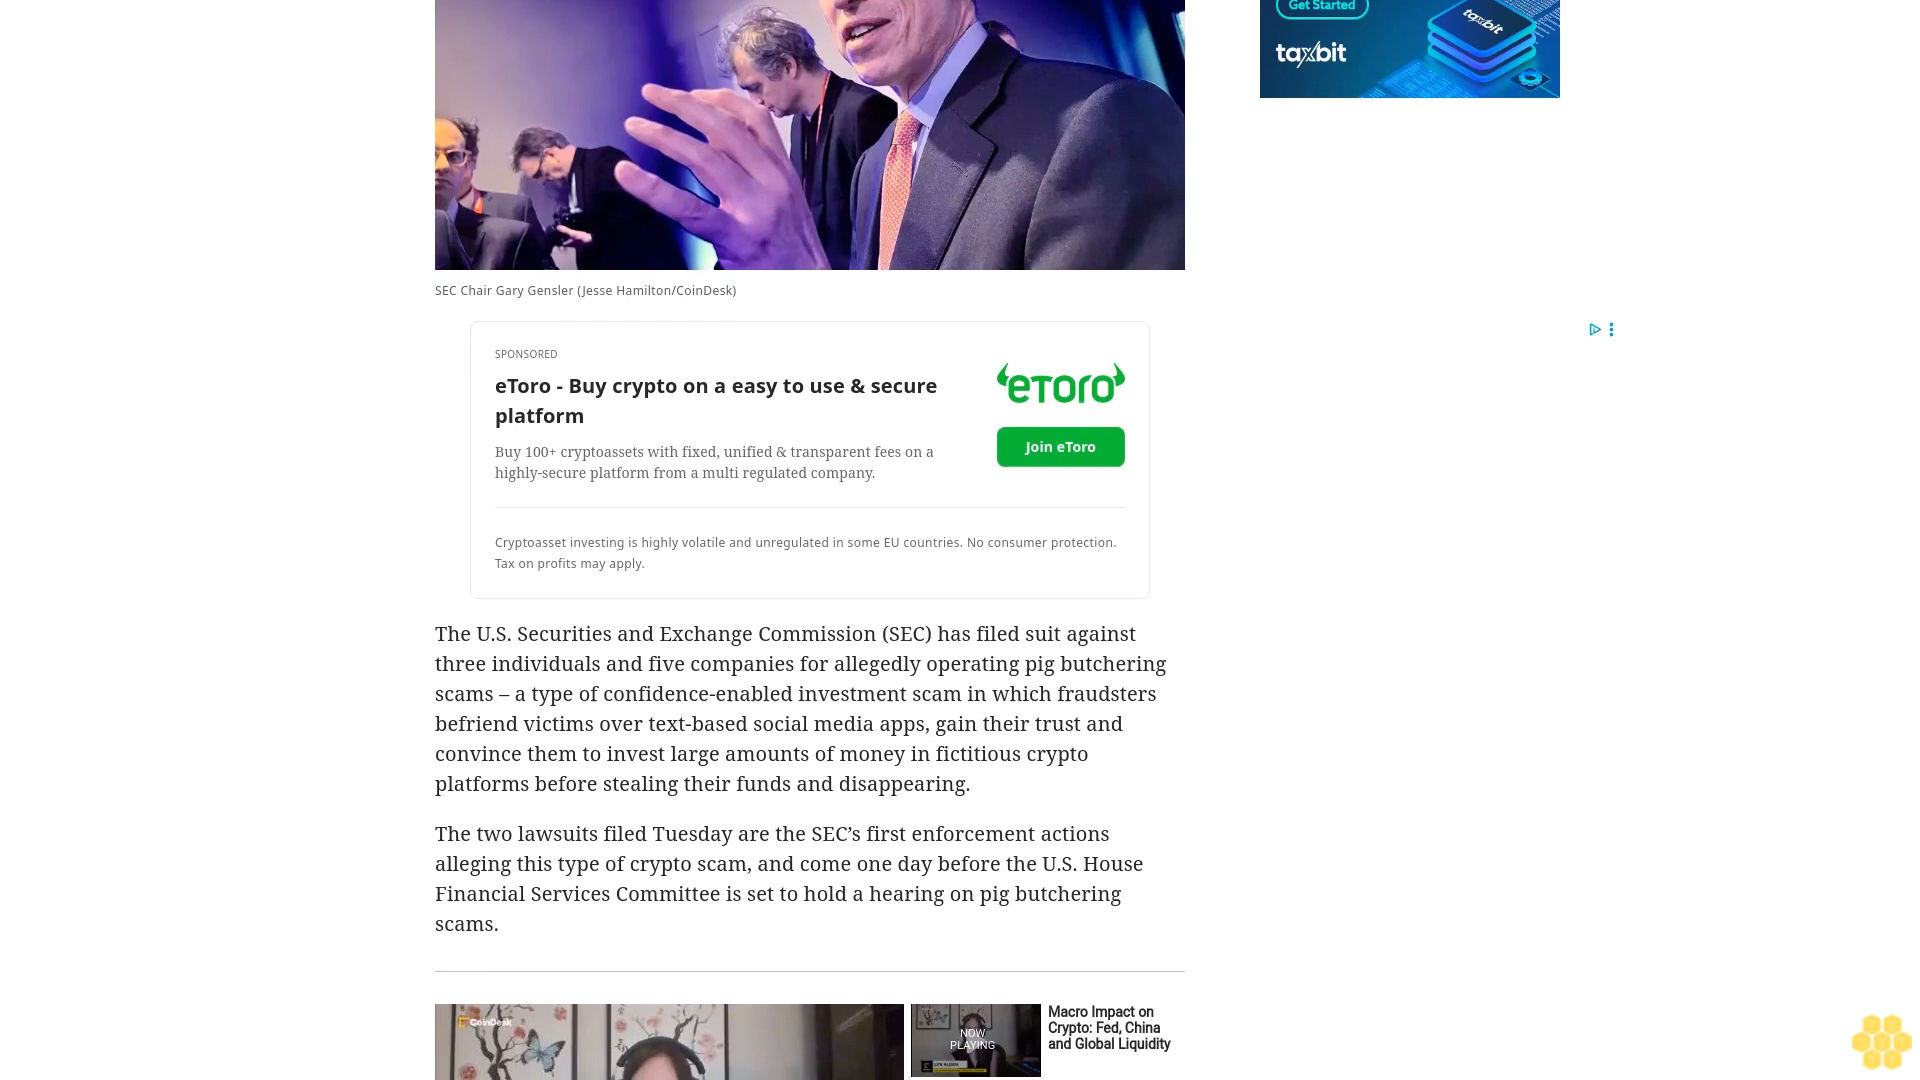 Get Started
taxbit
taxbit
SEC Chair Gary Gensler (Jesse Hamilton/CoinDesk)
SPONSORED
eToro - Buy crypto on a easy to use & secure
platform
Buy 100+ cryptoassets with fixed, unified & transparent fees on a
highly-secure platform from a multi regulated company.
eToro
Join eToro
Cryptoasset investing is highly volatile and unregulated in some EU countries. No consumer protection.
Tax on profits may apply.
The U.S. Securities and Exchange Commission (SEC) has filed suit against
three individuals and five companies for allegedly operating pig butchering
scams – a type of confidence-enabled investment scam in which fraudsters
befriend victims over text-based social media apps, gain their trust and
convince them to invest large amounts of money in fictitious crypto
platforms before stealing their funds and disappearing.
The two lawsuits filed Tuesday are the SEC’s first enforcement actions
alleging this type of crypto scam, and come one day before the U.S. House
Financial Services Committee is set to hold a hearing on pig butchering
scams.
CoinDesk
NOW
PLAYING
LYN ALDEN
Macro Impact on
Crypto: Fed, China
and Global Liquidity